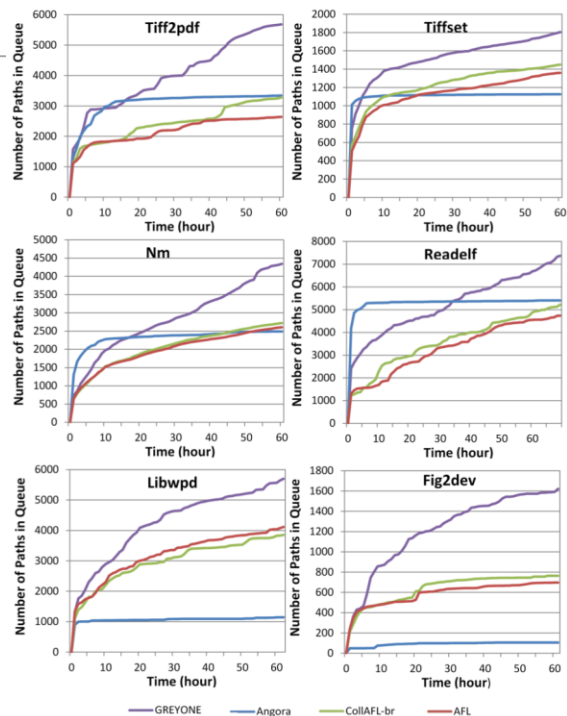 Tiff2pdf
Number of Paths in Queue
6000
5000
4000
3000
2000
1000
0
0 10 20 30 40 50 60
Time (hour)
Tiffset
Number of Paths in Queue
2000
1800
1600
1400
1200
1000
800
600
400
200
0
0 10 20 30 40 50 60
Time (hour)
Nm
Number of Paths in Queue
5000
4500
4000
3500
3000
2500
2000
1500
1000
500
0
0 10 20 30 40 50 60
Time (hour)
Readelf
Number of Paths in Queue
8000
7000
6000
5000
4000
3000
2000
1000
0
0 10 20 30 40 50 60
Time (hour)
Libwpd
Number of Paths in Queue
6000
5000
4000
3000
2000
1000
0
0 10 20 30 40 50 60
Time (hour)
Fig2dev
Number of Paths in Queue
1800
1600
1400
1200
1000
800
600
400
200
0
0 10 20 30 40 50 60
Time (hour)
GREYONE Angora CollAFL-br AFL